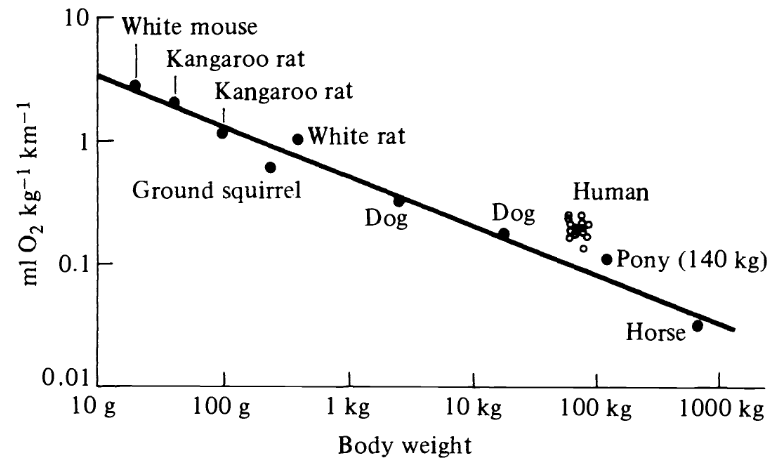 10
White mouse
Kangaroo rat
Kangaroo rat
1
White rat
Ground squirrel
Dog
Dog
Human
0.1
Pony (140 kg)
Horse
0.01
ml O₂ kg⁻¹ km⁻¹
10 g 100 g 1 kg 10 kg 100 kg 1000 kg
Body weight